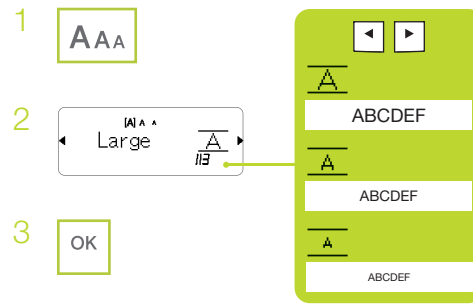 1
AAA
2
[A] A A
Large A
1/3
3
OK
A
ABCDEF
A
ABCDEF
A
ABCDEF